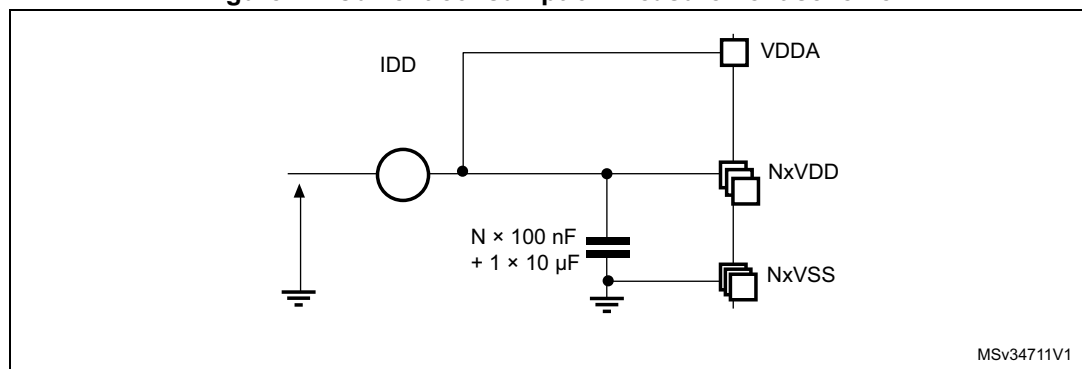 IDD
VDDA
NxVDD
N × 100 nF
+ 1 × 10 µF
NxVSS
MSv34711V1